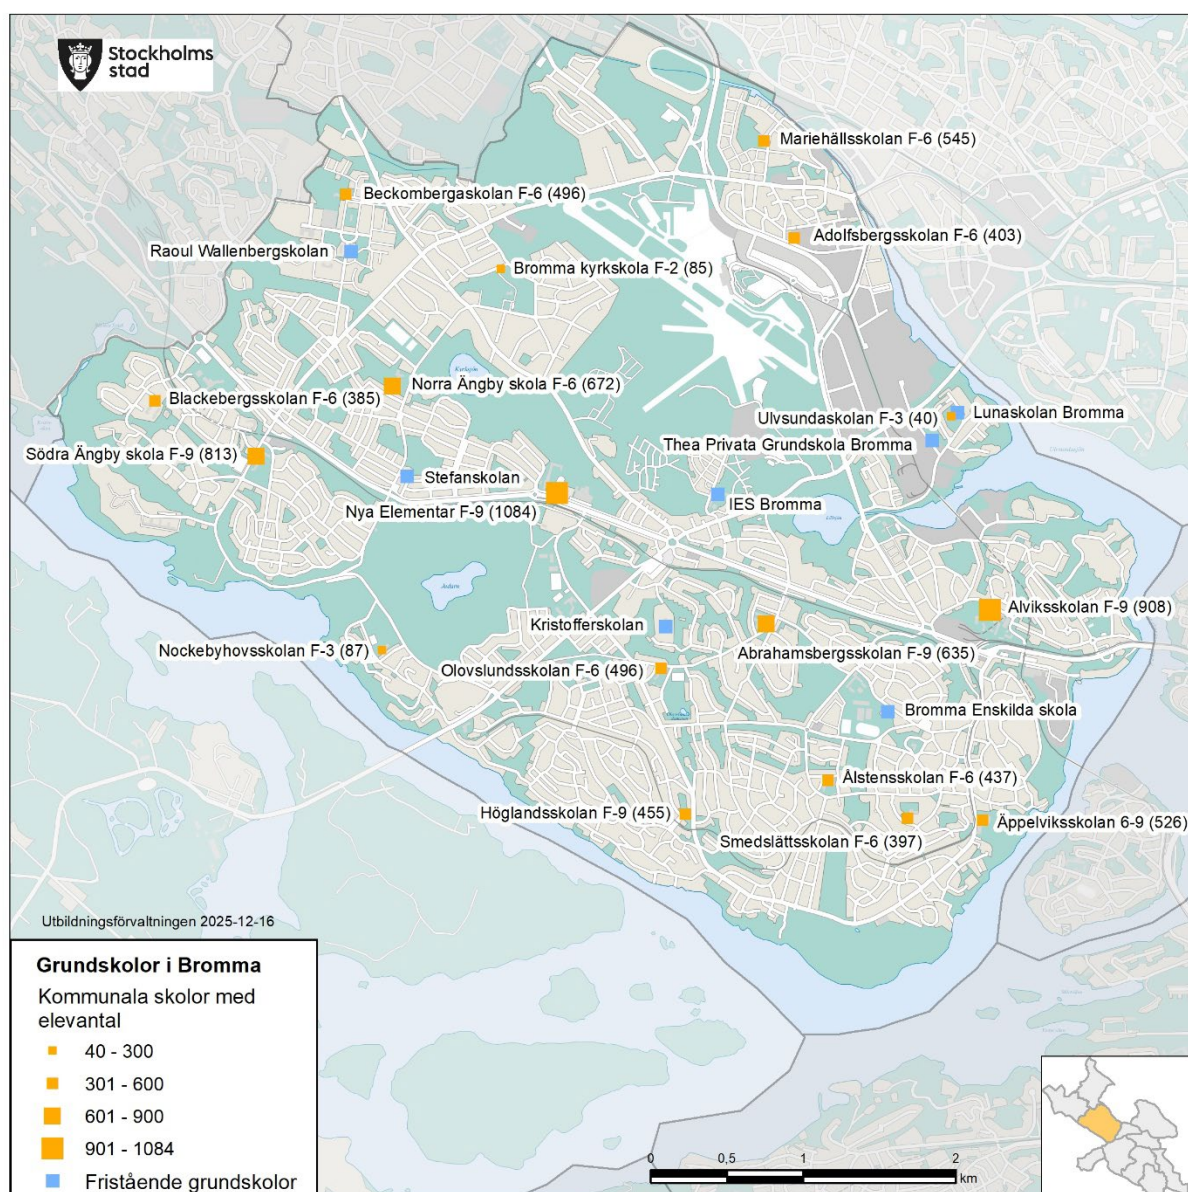 Stockholms
stad
Mariehällsskolan F-6 (545)
Beckombergaskolan F-6 (496)
Adolfsbergsskolan F-6 (403)
Raoul Wallenbergskolan
Bromma kyrkskola F-2 (85)
Norra Ängby skola F-6 (672)
Blackebergsskolan F-6 (385)
Ulvsundaskolan F-3 (40)
Lunaskolan Bromma
Thea Privata Grundskola Bromma
Södra Ängby skola F-9 (813)
Stefanskolan
IES Bromma
Nya Elementar F-9 (1084)
Alviksskolan F-9 (908)
Kristofferskolan
Nockebyhovsskolan F-3 (87)
Abrahamsbergsskolan F-9 (635)
Olovslundsskolan F-6 (496)
Bromma Enskilda skola
Ålstensskolan F-6 (437)
Höglandsskolan F-9 (455)
Äppelviksskolan 6-9 (526)
Smedslättsskolan F-6 (397)
Utbildningsförvaltningen 2025-12-16
Grundskolor i Bromma
Kommunala skolor med
elevantal
40 - 300
301 - 600
601 - 900
901 - 1084
Fristående grundskolor
0 0,5 1 2
km